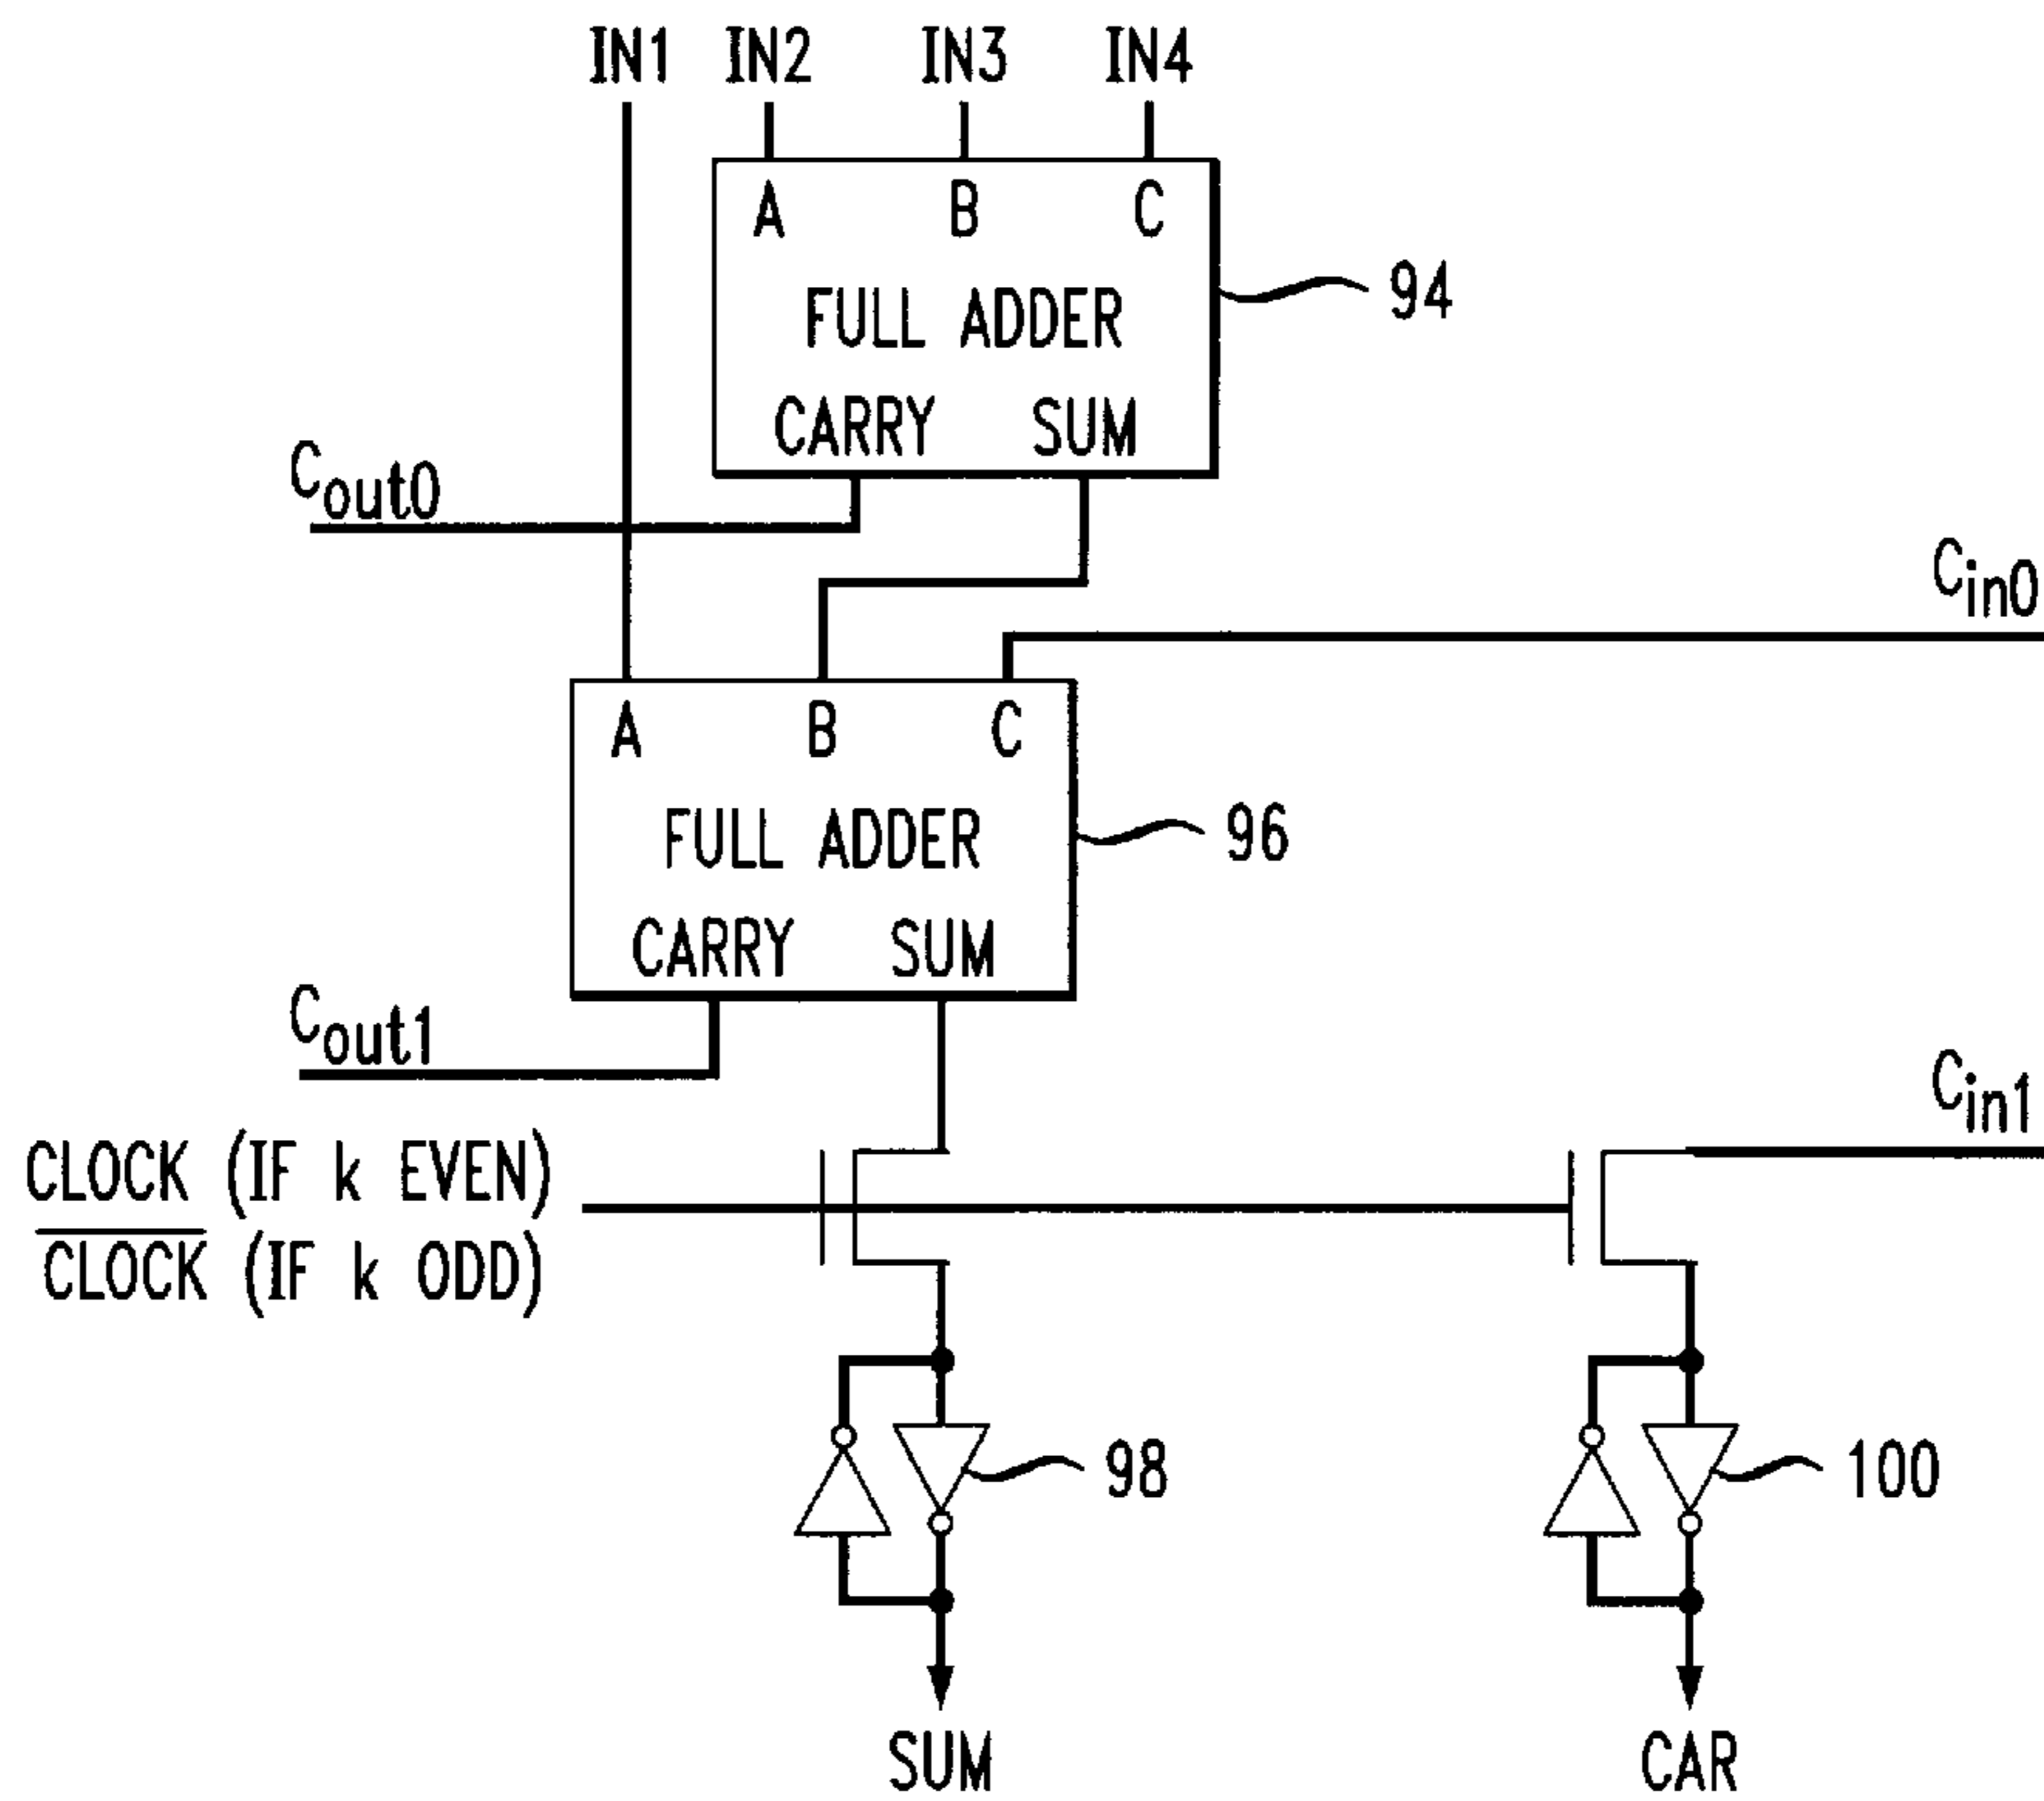 IN1 IN2 IN3 IN4
A B C
FULL ADDER
94
CARRY SUM
Cout0
Cin0
A B C
FULL ADDER
96
CARRY SUM
Cout1
Cin1
CLOCK (IF k EVEN)
C̅L̅O̅C̅K̅ (IF k ODD)
98
100
SUM
CAR